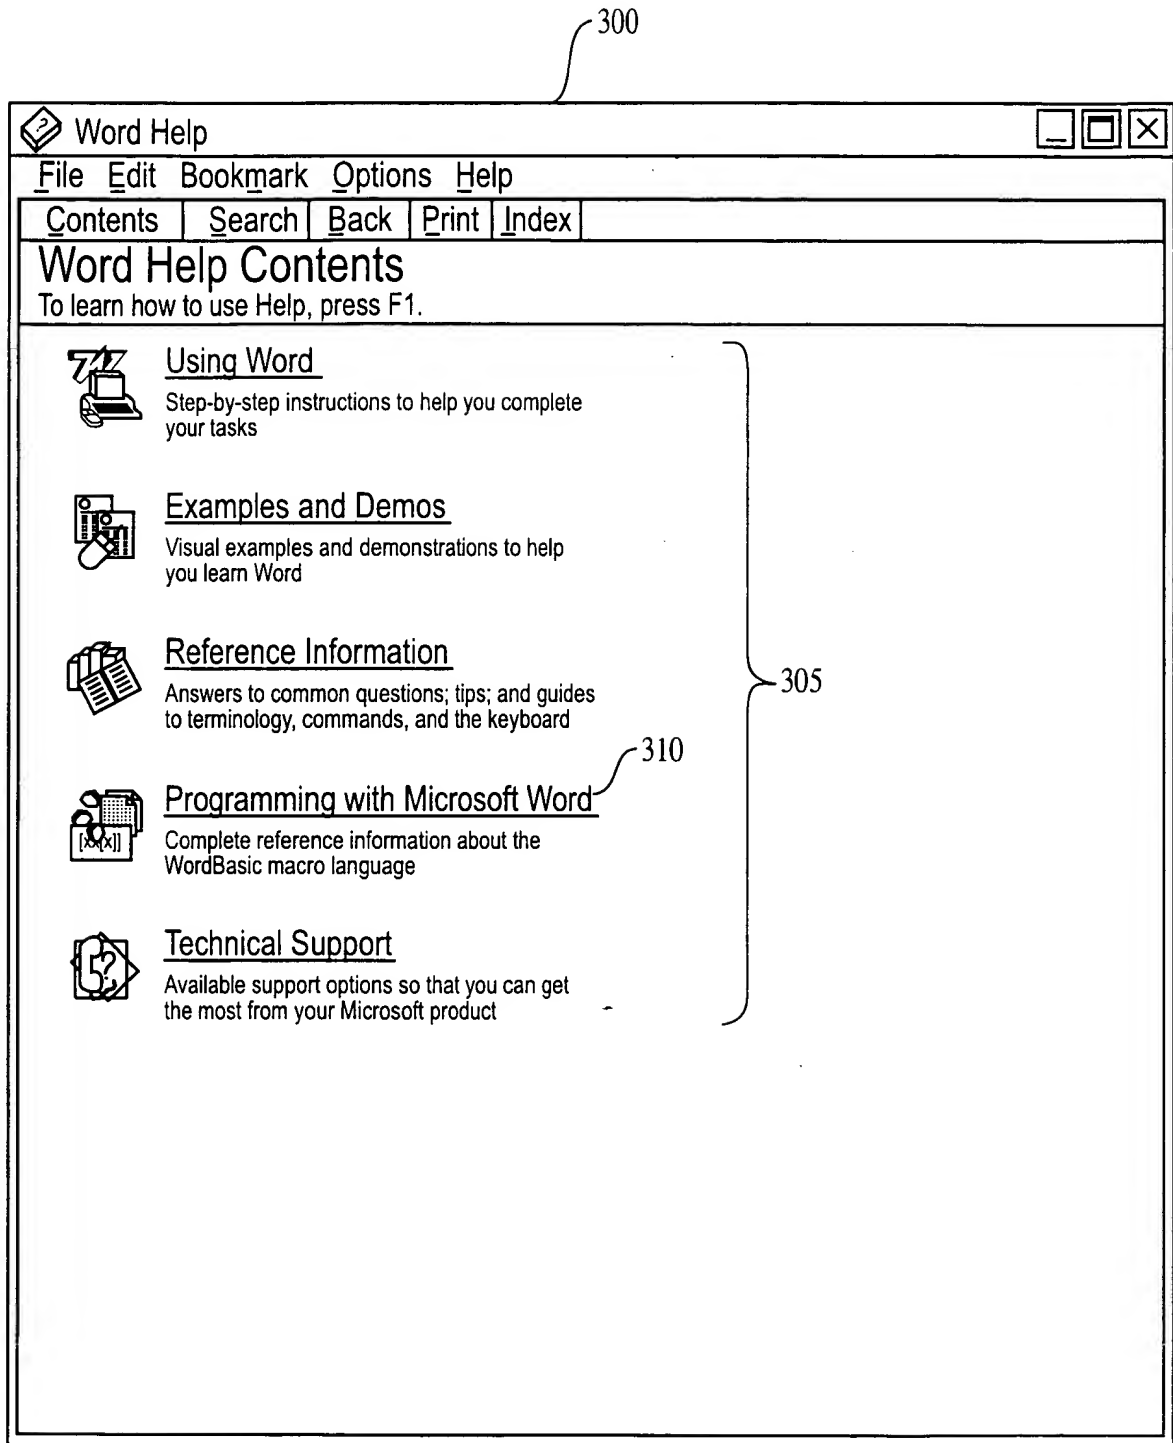 300
Word Help
File Edit Bookmark Options Help
Contents Search Back Print Index
Word Help Contents
To learn how to use Help, press F1.
Using Word
Step-by-step instructions to help you complete
your tasks
Examples and Demos
Visual examples and demonstrations to help
you learn Word
Reference Information
305
Answers to common questions; tips; and guides
to terminology, commands, and the keyboard
310
Programming with Microsoft Word
Complete reference information about the
WordBasic macro language
Technical Support
Available support options so that you can get
the most from your Microsoft product